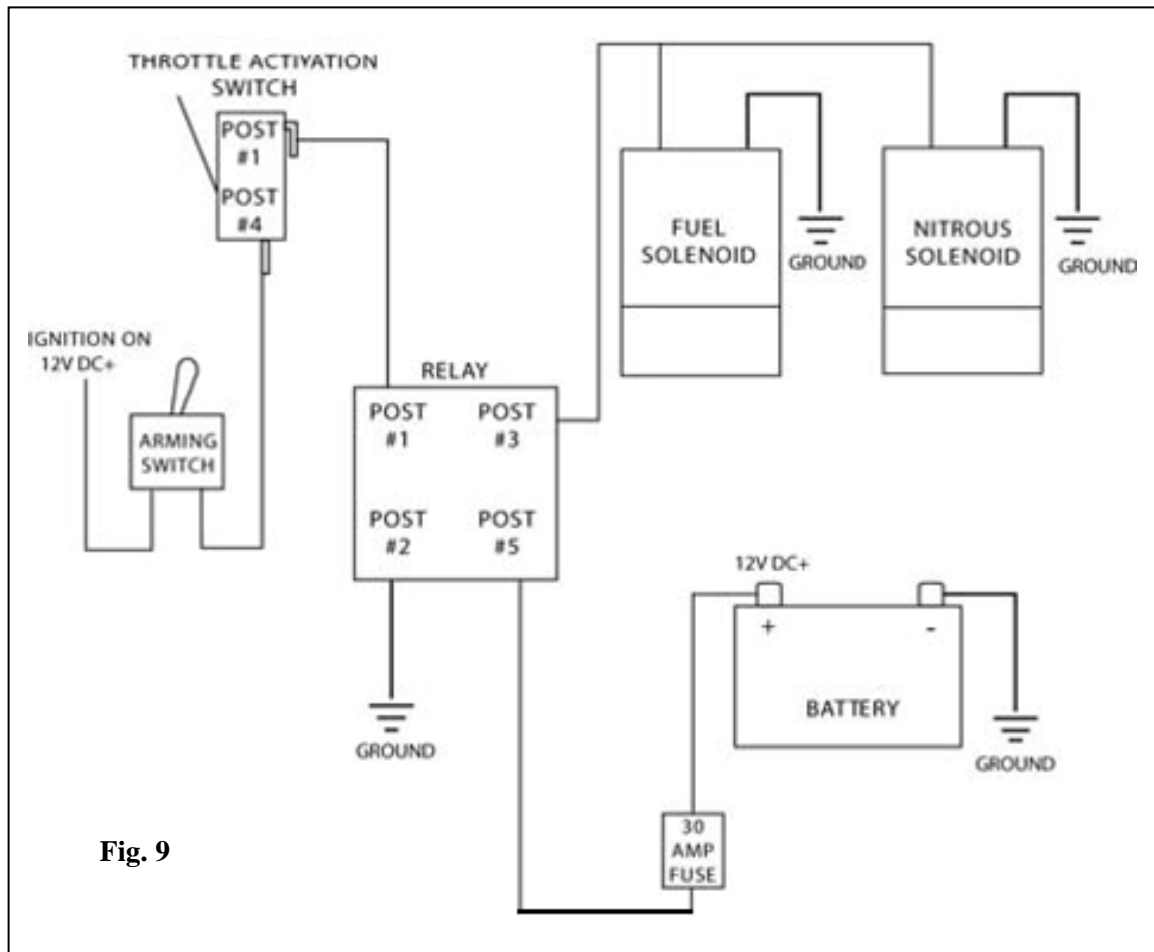 THROTTLE ACTIVATION
SWITCH
POST
#1
POST
#4
IGNITION ON
12V DC+
ARMING
SWITCH
RELAY
POST
#1
POST
#3
POST
#2
POST
#5
GROUND
FUEL
SOLENOID
GROUND
NITROUS
SOLENOID
GROUND
12V DC+
+
-
BATTERY
GROUND
30
AMP
FUSE
Fig. 9